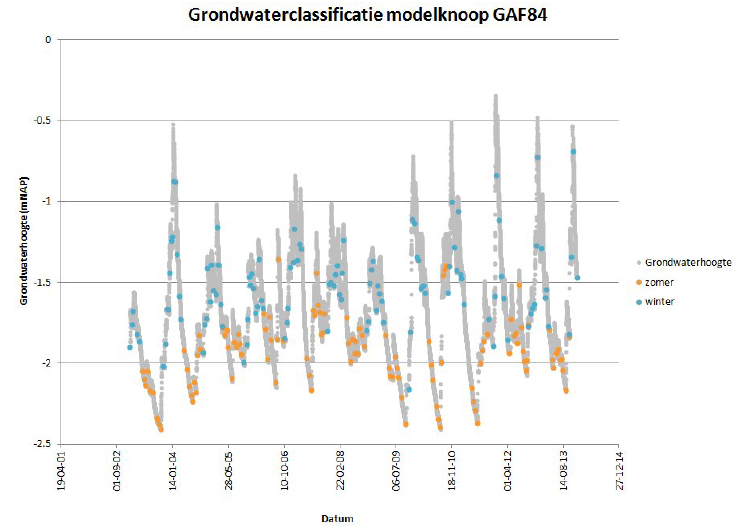 Grondwaterclassificatie modelknoop GAF84
0
-0.5
-1
-1.5
-2
-2.5
Grondwaterhoogte(mNAP)
19-04-01
01-09-02
14-01-04
28-05-05
10-10-06
22-02-08
06-07-09
18-11-10
01-04-12
14-08-13
27-12-14
Datum
Grondwaterhoogte
zomer
winter